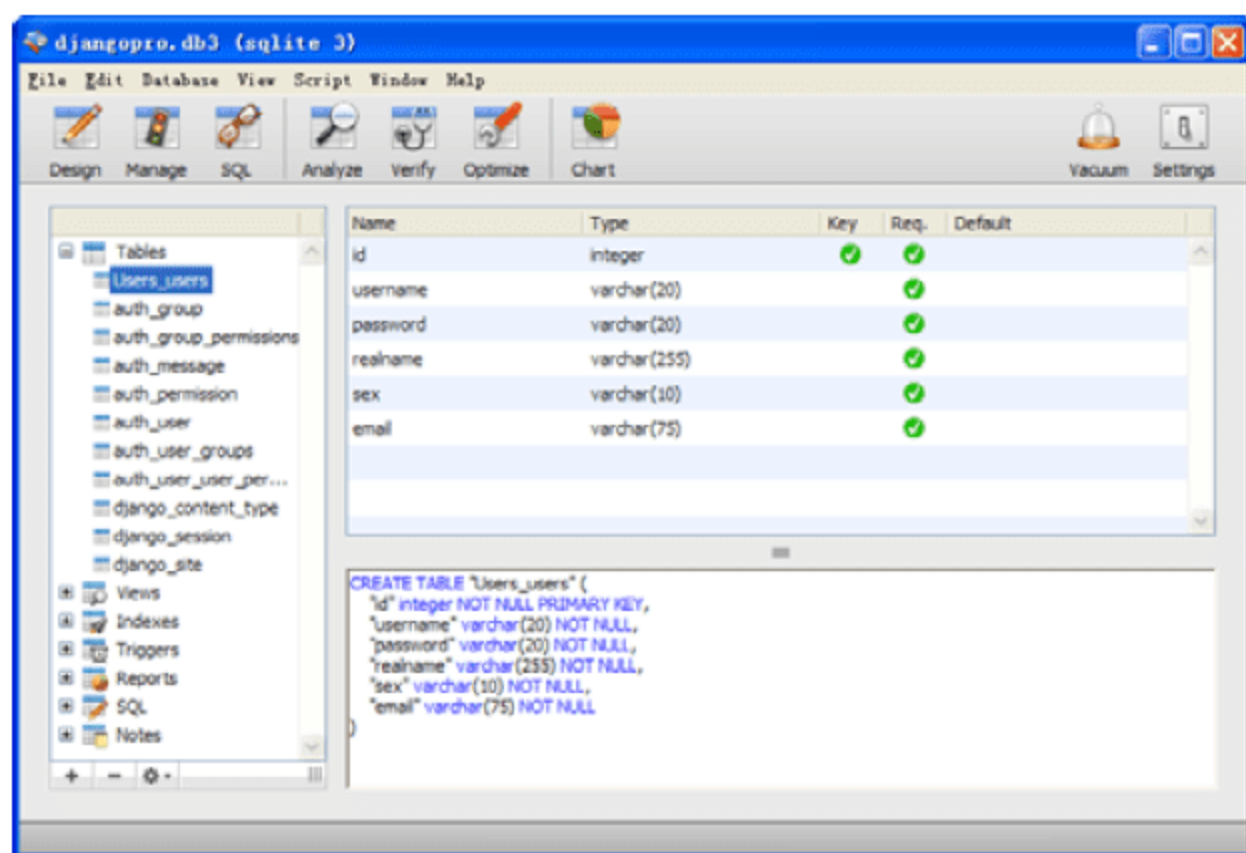 djangopro.db3 (sqlite 3)
File Edit Database View Script Window Help
Design Manage SQL Analyze Verify Optimize Chart Vacuum Settings
Name Type Key Req. Default
Tables
Users_users
auth_group
auth_group_permissions
auth_message
auth_permission
auth_user
auth_user_groups
auth_user_user_per...
django_content_type
django_session
django_site
Views
Indexes
Triggers
Reports
SQL
Notes
id integer
username varchar(20)
password varchar(20)
realname varchar(255)
sex varchar(10)
email varchar(75)
CREATE TABLE "Users_users" (
"id" integer NOT NULL PRIMARY KEY,
"username" varchar(20) NOT NULL,
"password" varchar(20) NOT NULL,
"realname" varchar(255) NOT NULL,
"sex" varchar(10) NOT NULL,
"email" varchar(75) NOT NULL
)